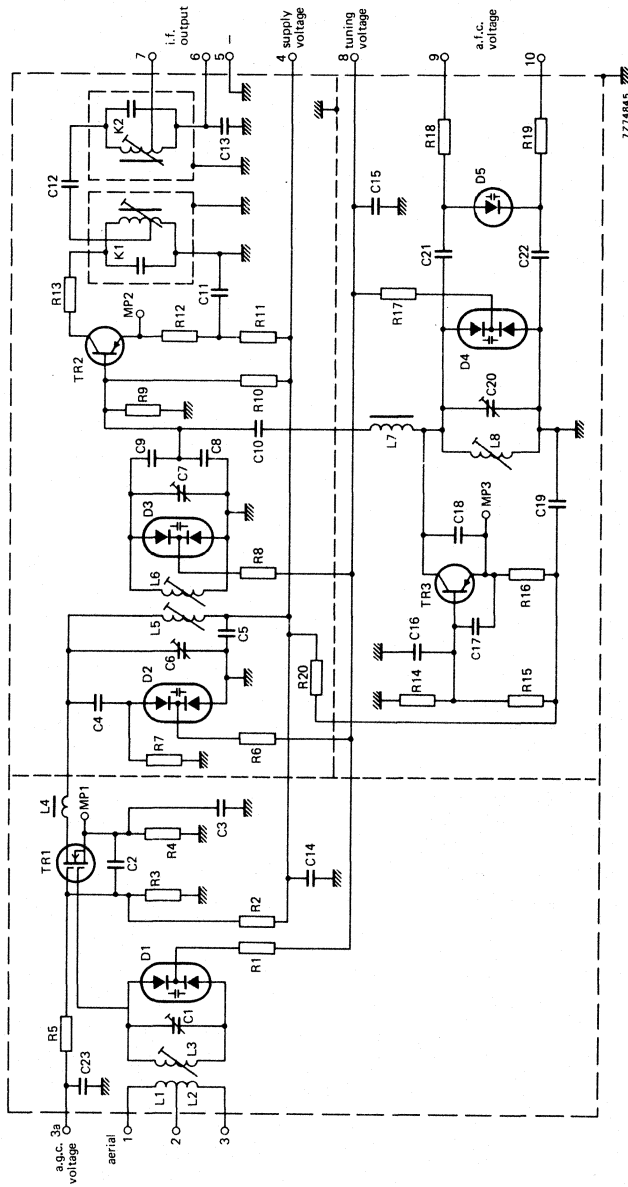 a.g.c.
voltage
3a
aerial
1
2
3
C23
R5
L1
L2
L3
C1
D1
TR1
MP1
L4
C2
R3
R4
C3
R2
R1
C14
C4
R7
D2
C6
L5
C5
R6
L6
D3
C7
C9
C8
R8
R20
C10
R9
R10
TR2
R13
MP2
R12
R11
C11
K1
C12
K2
C13
i.f.
output
7
6
5 –
4 supply
voltage
8 tuning
voltage
C15
R17
L7
C16
R14
TR3
C17
C18
MP3
R15
R16
C19
L8
C20
D4
C21
C22
D5
R18
R19
9
a.f.c.
voltage
10
7Z74845